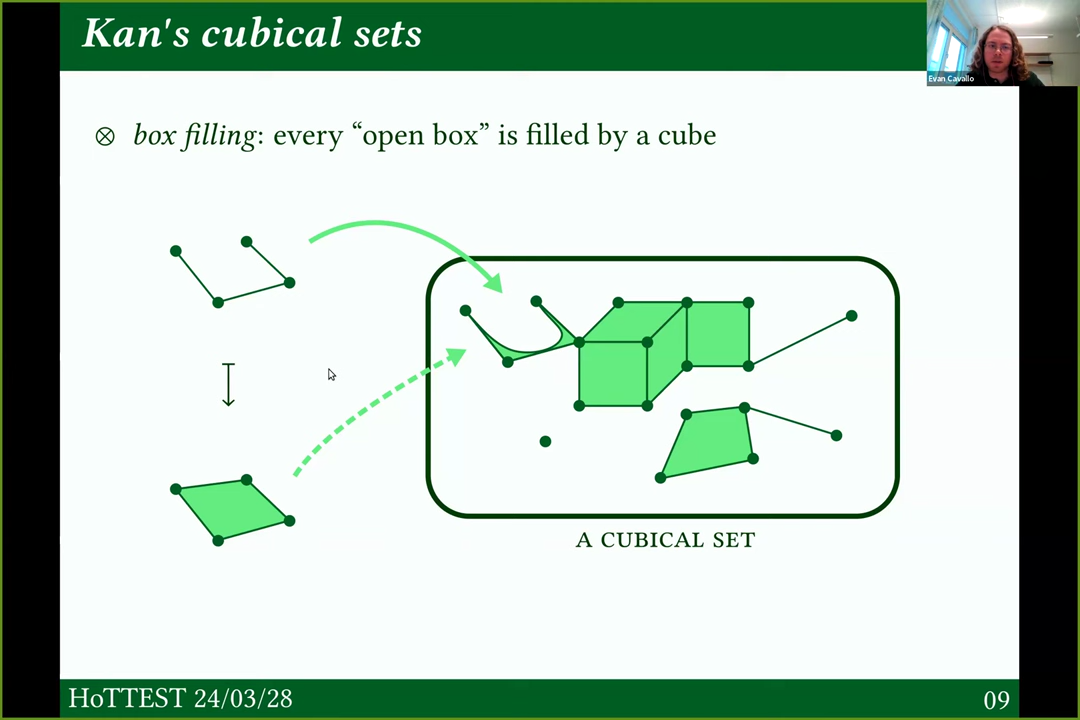 Kan's cubical sets
Evan Cavallo
⊗ box filling: every “open box” is filled by a cube
A CUBICAL SET
HoTTEST 24/03/28
09